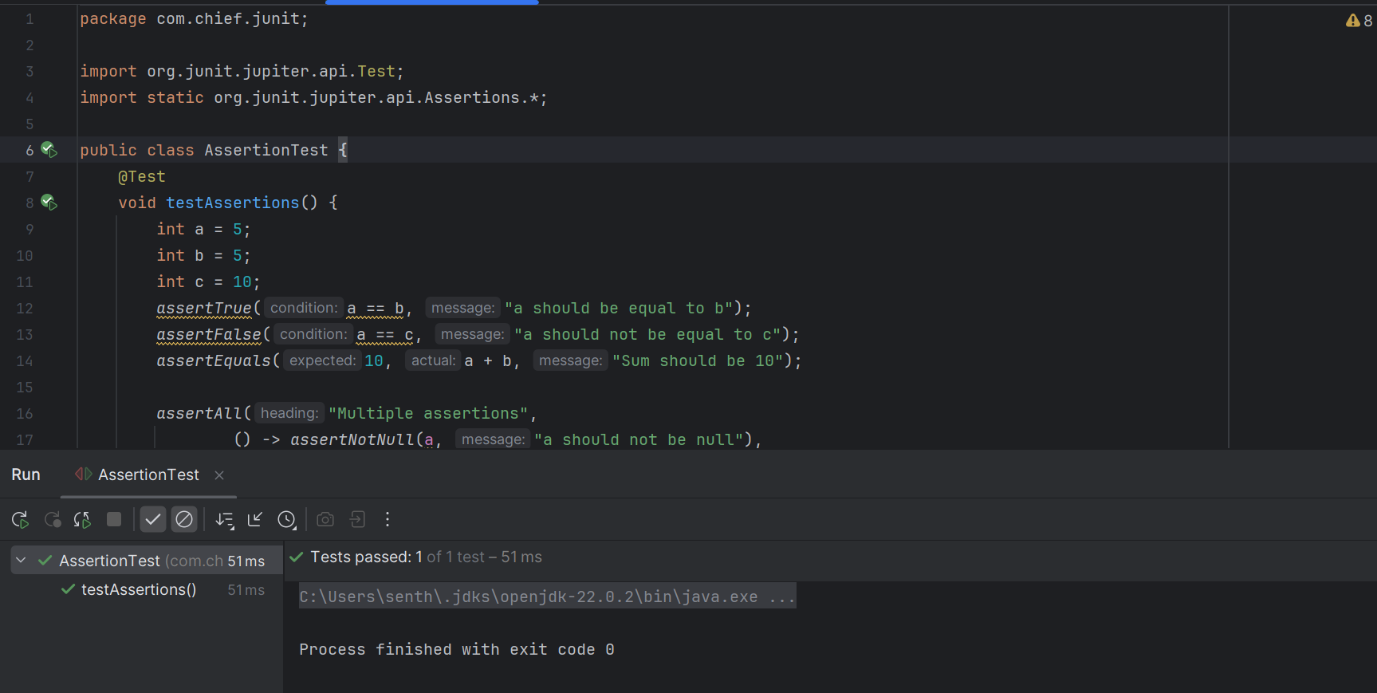 8
1 package com.chief.junit;
2
3 import org.junit.jupiter.api.Test;
4 import static org.junit.jupiter.api.Assertions.*;
5
6 public class AssertionTest {
7 @Test
8 void testAssertions() {
9 int a = 5;
10 int b = 5;
11 int c = 10;
12 assertTrue( condition: a == b, message: "a should be equal to b");
13 assertFalse( condition: a == c, message: "a should not be equal to c");
14 assertEquals( expected: 10, actual: a + b, message: "Sum should be 10");
15
16 assertAll( heading: "Multiple assertions",
17 () -> assertNotNull(a, message: "a should not be null"),
Run AssertionTest
AssertionTest (com.ch 51 ms
testAssertions() 51 ms
Tests passed: 1 of 1 test – 51 ms
C:\Users\senth\.jdks\openjdk-22.0.2\bin\java.exe ...
Process finished with exit code 0